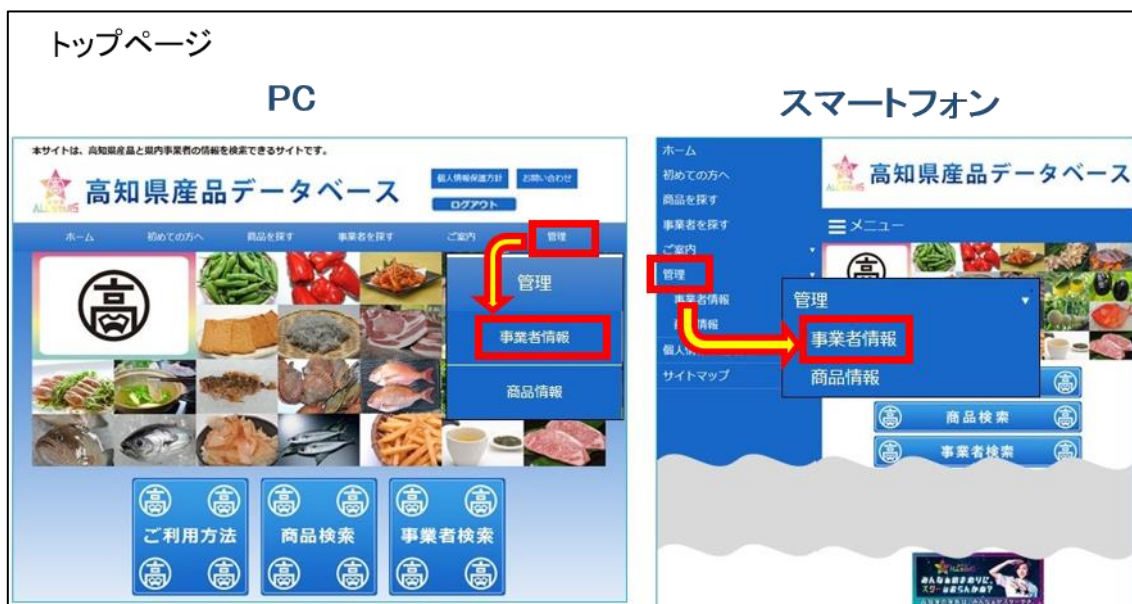 トップページ
PC
スマートフォン
本サイトは、高知県産品と県内事業者の情報を検索できるサイトです。
高知県産品データベース
個人情報保護方針
お問い合わせ
ログアウト
ホーム
初めての方へ
商品を探す
事業者を探す
ご案内
管理
管理
事業者情報
商品情報
高
ご利用方法
商品検索
事業者検索
ホーム
初めての方へ
商品を探す
事業者を探す
ご案内
管理
事業者情報
情報
サイトマップ
高知県産品データベース
メニュー
管理
事業者情報
商品情報
商品検索
事業者検索